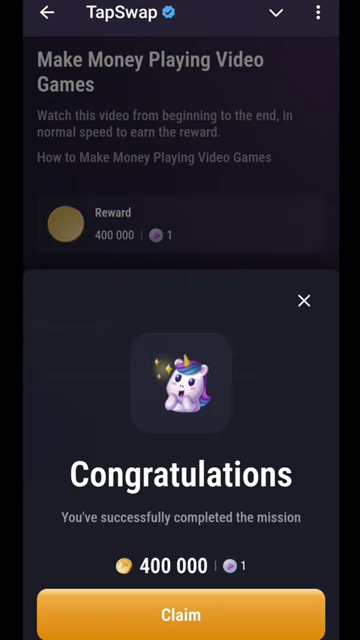 TapSwap
Make Money Playing Video
Games
Watch this video from beginning to the end, in
normal speed to earn the reward.
How to Make Money Playing Video Games
Reward
400 000 | 1
Congratulations
You've successfully completed the mission
400 000 | 1
Claim